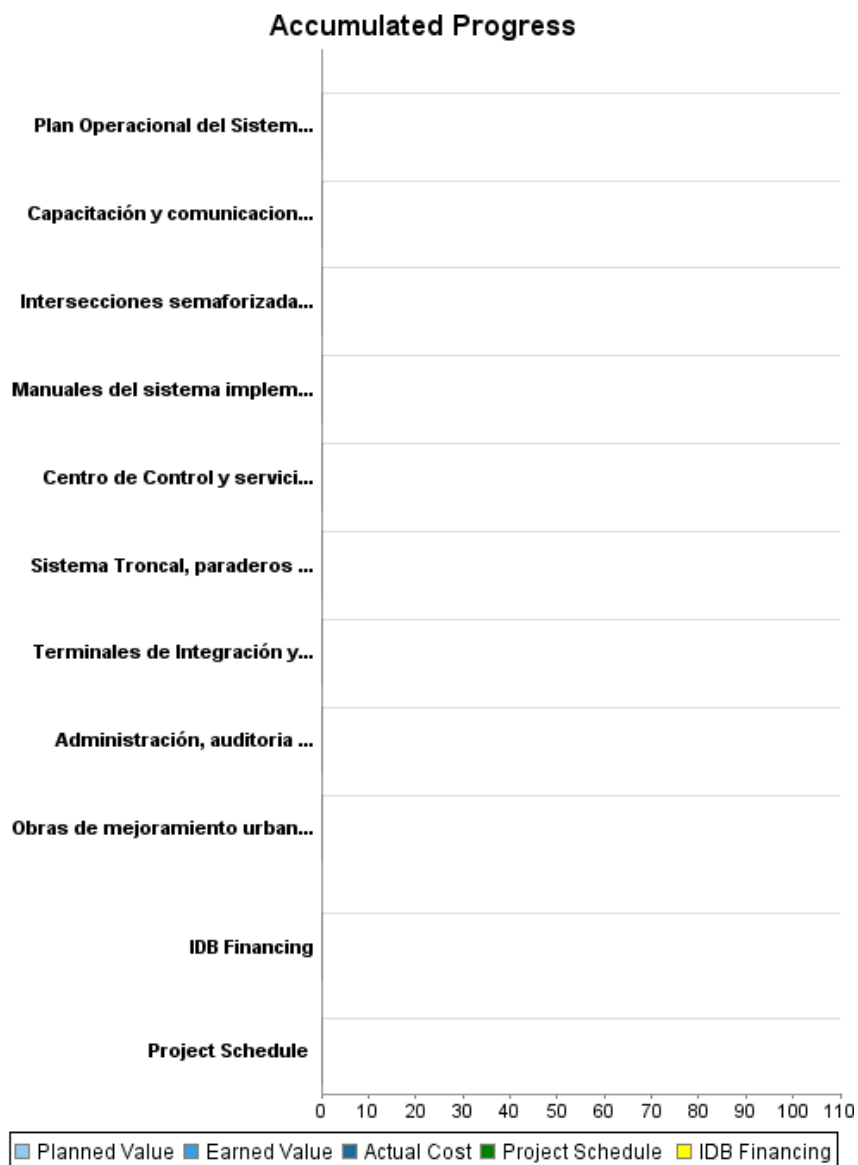 Accumulated Progress
Plan Operacional del Sistem...
Capacitación y comunicacion...
Intersecciones semaforizada...
Manuales del sistema implem...
Centro de Control y servici...
Sistema Troncal, paraderos ...
Terminales de Integración y...
Administración, auditoria ...
Obras de mejoramiento urban...
IDB Financing
Project Schedule
0 10 20 30 40 50 60 70 80 90 100 110
Planned Value Earned Value Actual Cost Project Schedule IDB Financing